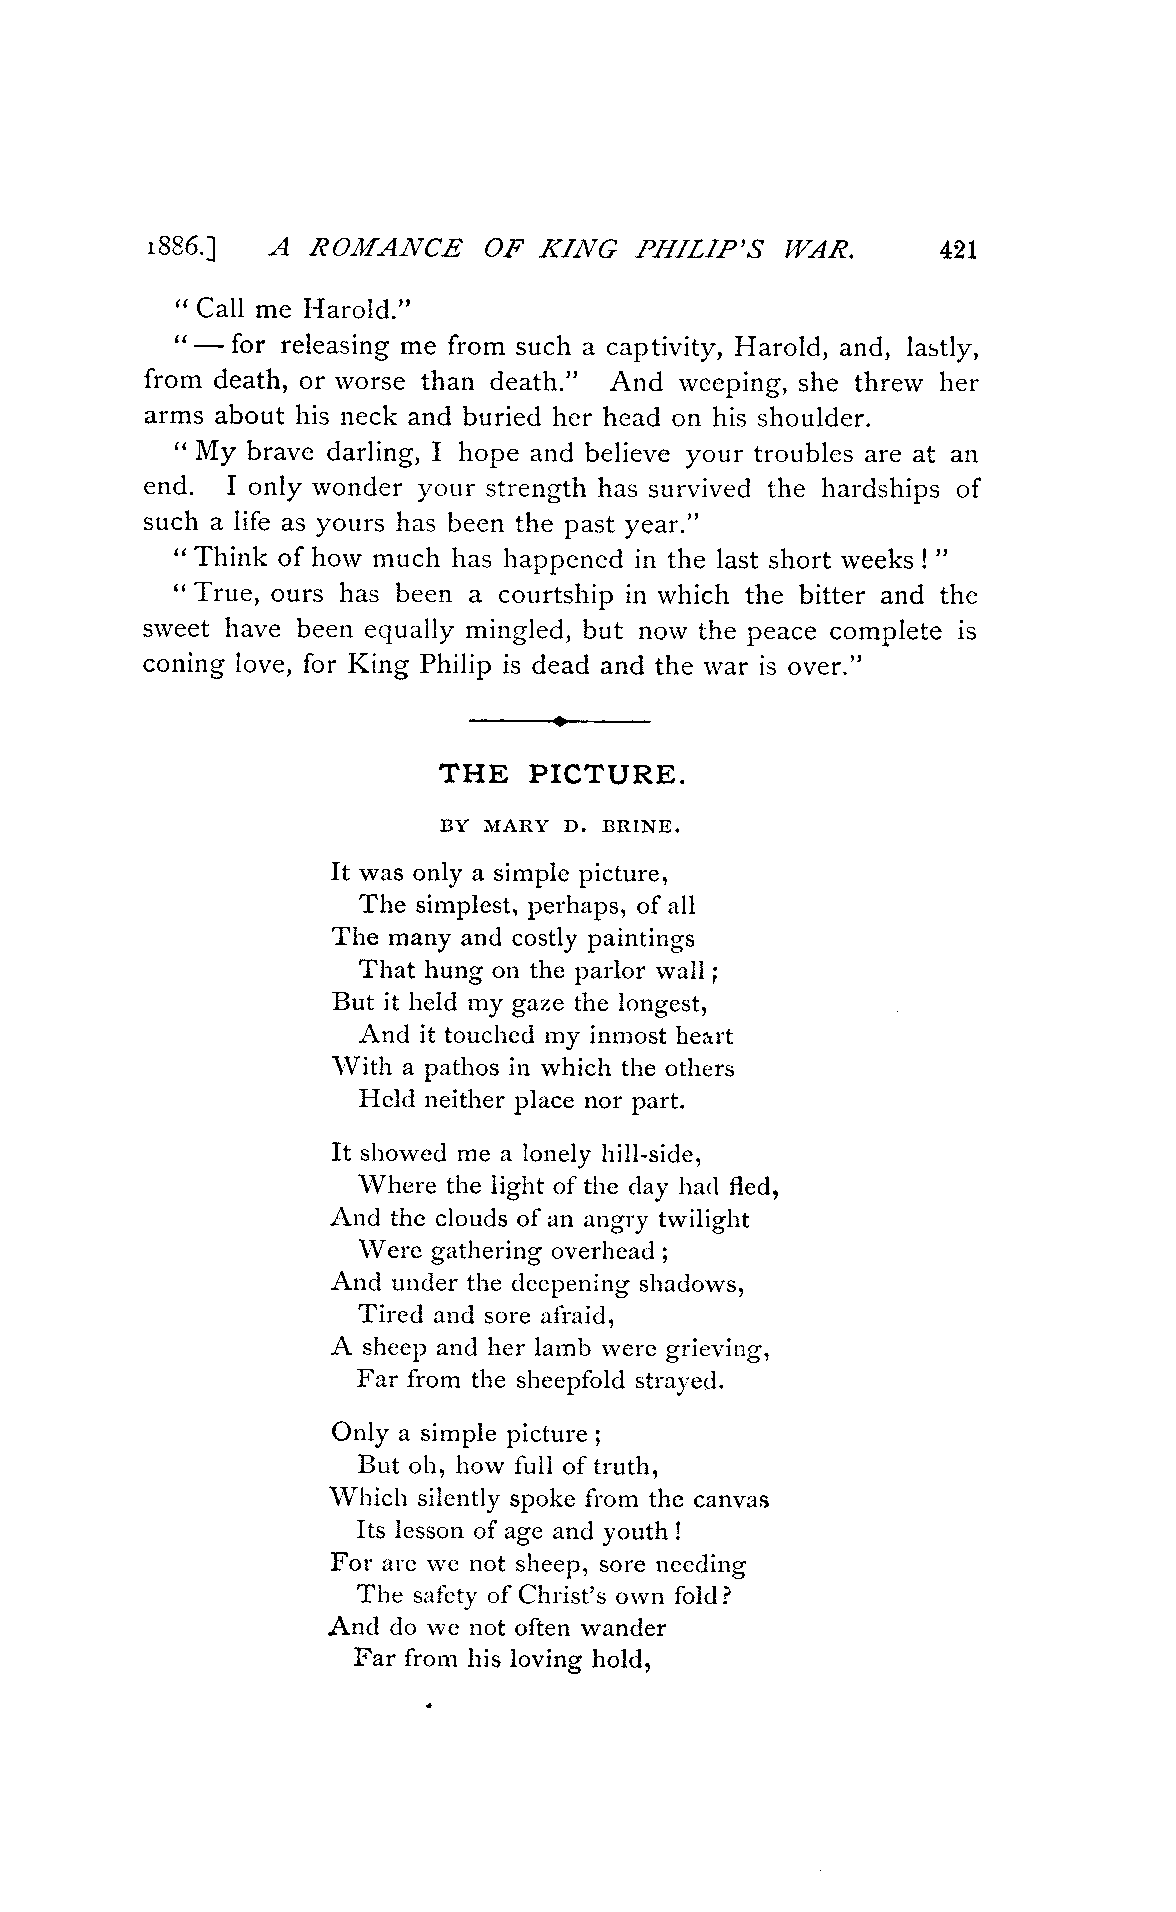 1886.] A ROMANCE OF KING PHILIP'S WAR. 421
"Call me Harold."
"— for releasing me from such a captivity, Harold, and, lastly,
from death, or worse than death." And weeping, she threw her
arms about his neck and buried her head on his shoulder.
"My brave darling, I hope and believe your troubles are at an
end. I only wonder your strength has survived the hardships of
such a life as yours has been the past year."
"Think of how much has happened in the last short weeks!"
"True, ours has been a courtship in which the bitter and the
sweet have been equally mingled, but now the peace complete is
coning love, for King Philip is dead and the war is over."
THE PICTURE.
BY MARY D. BRINE.
It was only a simple picture,
The simplest, perhaps, of all
The many and costly paintings
That hung on the parlor wall;
But it held my gaze the longest,
And it touched my inmost heart
With a pathos in which the others
Held neither place nor part.
It showed me a lonely hill-side,
Where the light of the day had fled,
And the clouds of an angry twilight
Were gathering overhead;
And under the deepening shadows,
Tired and sore afraid,
A sheep and her lamb were grieving,
Far from the sheepfold strayed.
Only a simple picture;
But oh, how full of truth,
Which silently spoke from the canvas
Its lesson of age and youth!
For are we not sheep, sore needing
The safety of Christ's own fold?
And do we not often wander
Far from his loving hold,